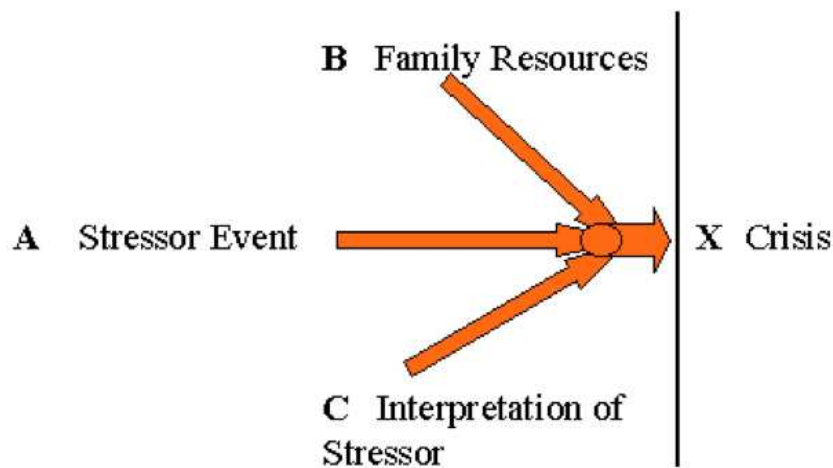 B Family Resources
A Stressor Event
X Crisis
C Interpretation of
Stressor